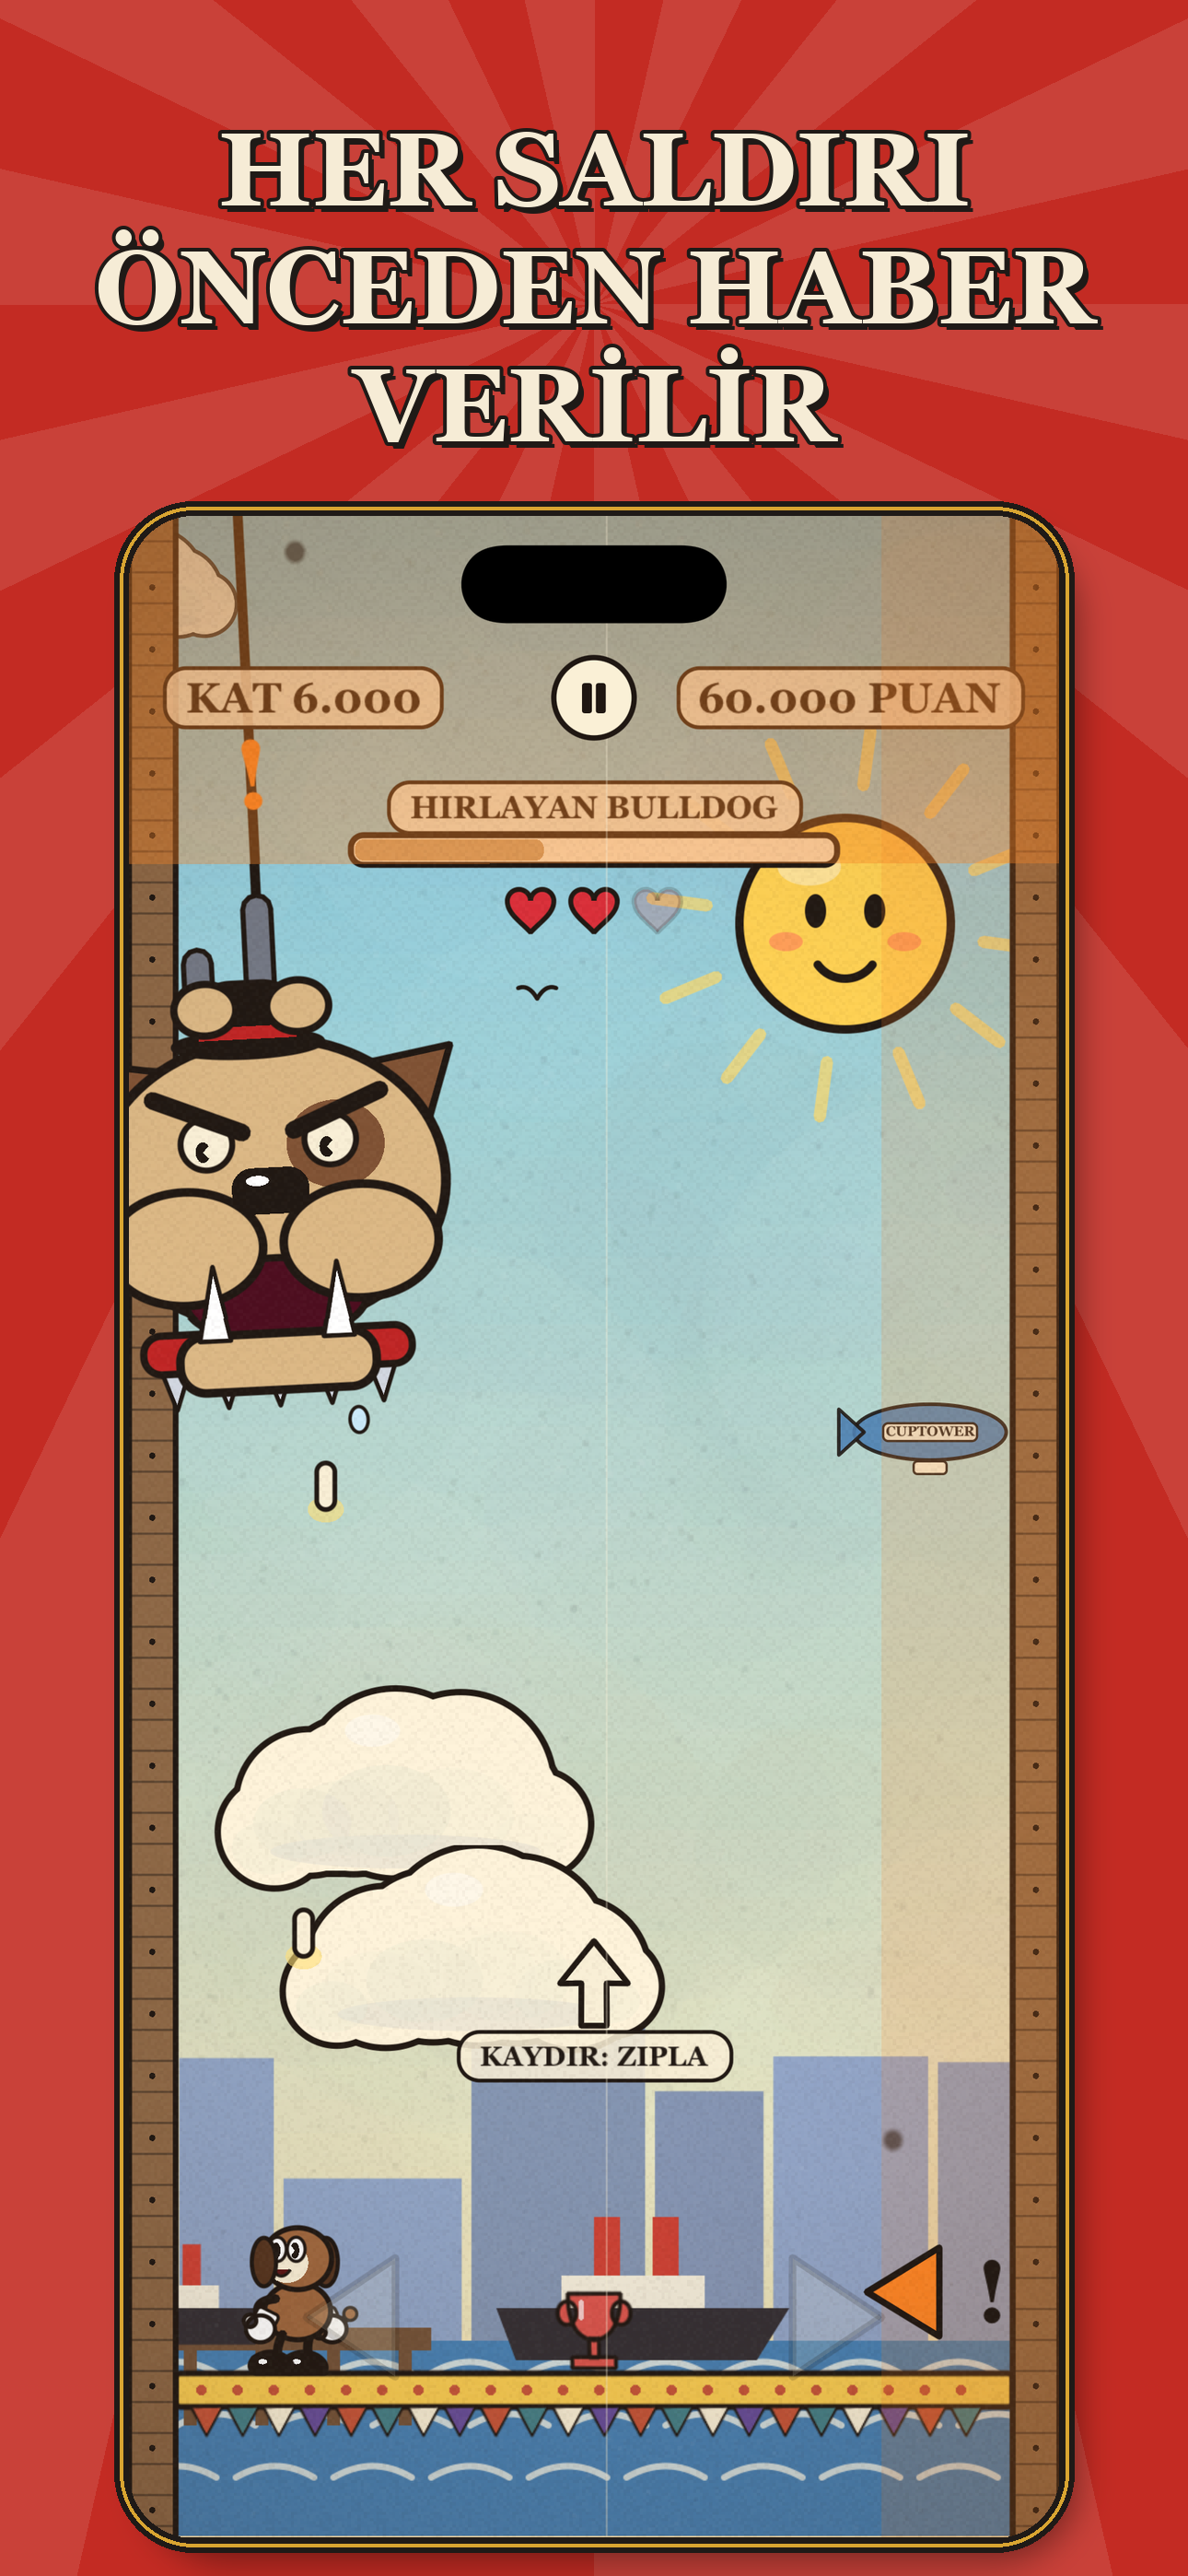 HER SALDIRI
ÖNCEDEN HABER
VERİLİR
KAT 6.000
60.000 PUAN
HIRLAYAN BULLDOG
CUPTOWER
KAYDIR: ZIPLA
!